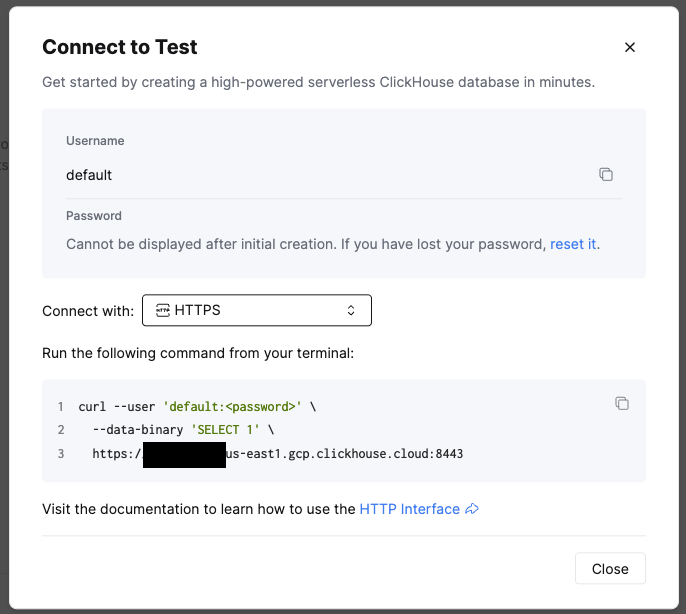 Connect to Test
Get started by creating a high-powered serverless ClickHouse database in minutes.
Username
default
Password
Cannot be displayed after initial creation. If you have lost your password, reset it.
Connect with: HTTP HTTPS
Run the following command from your terminal:
1 curl --user 'default:<password>' \
2 --data-binary 'SELECT 1' \
3 https:/ us-east1.gcp.clickhouse.cloud:8443
Visit the documentation to learn how to use the HTTP Interface
Close